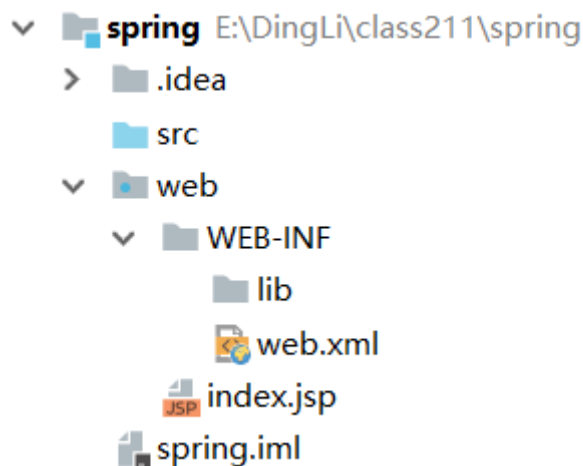 spring E:\DingLi\class211\spring
.idea
src
web
WEB-INF
lib
web.xml
JSP index.jsp
spring.iml